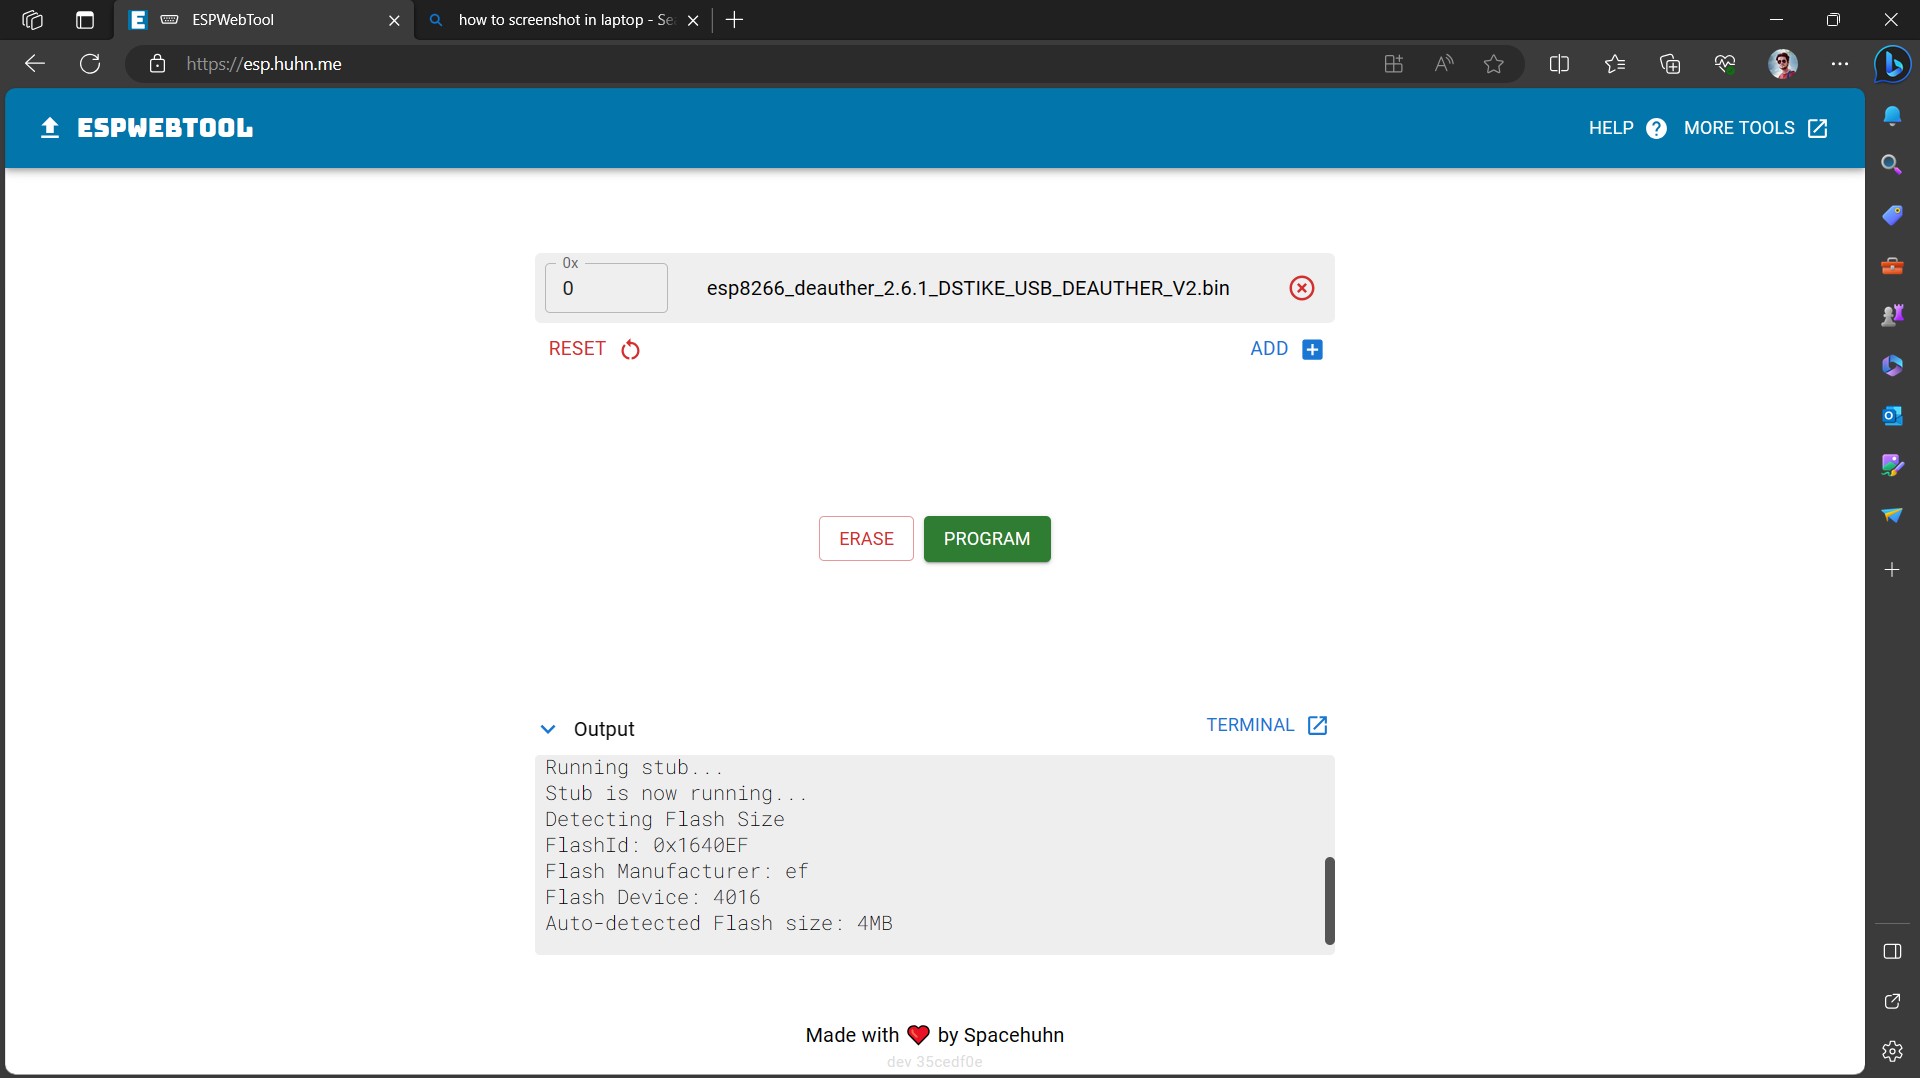 ESPWebTool
how to screenshot in laptop - Se
https://esp.huhn.me
ESPWEBTOOL
HELP
MORE TOOLS
0x
0
esp8266_deauther_2.6.1_DSTIKE_USB_DEAUTHER_V2.bin
RESET
ADD
ERASE
PROGRAM
Output
TERMINAL
Running stub...
Stub is now running...
Detecting Flash Size
FlashId: 0x1640EF
Flash Manufacturer: ef
Flash Device: 4016
Auto-detected Flash size: 4MB
Made with ❤️ by Spacehuhn
dev 35cedf0e